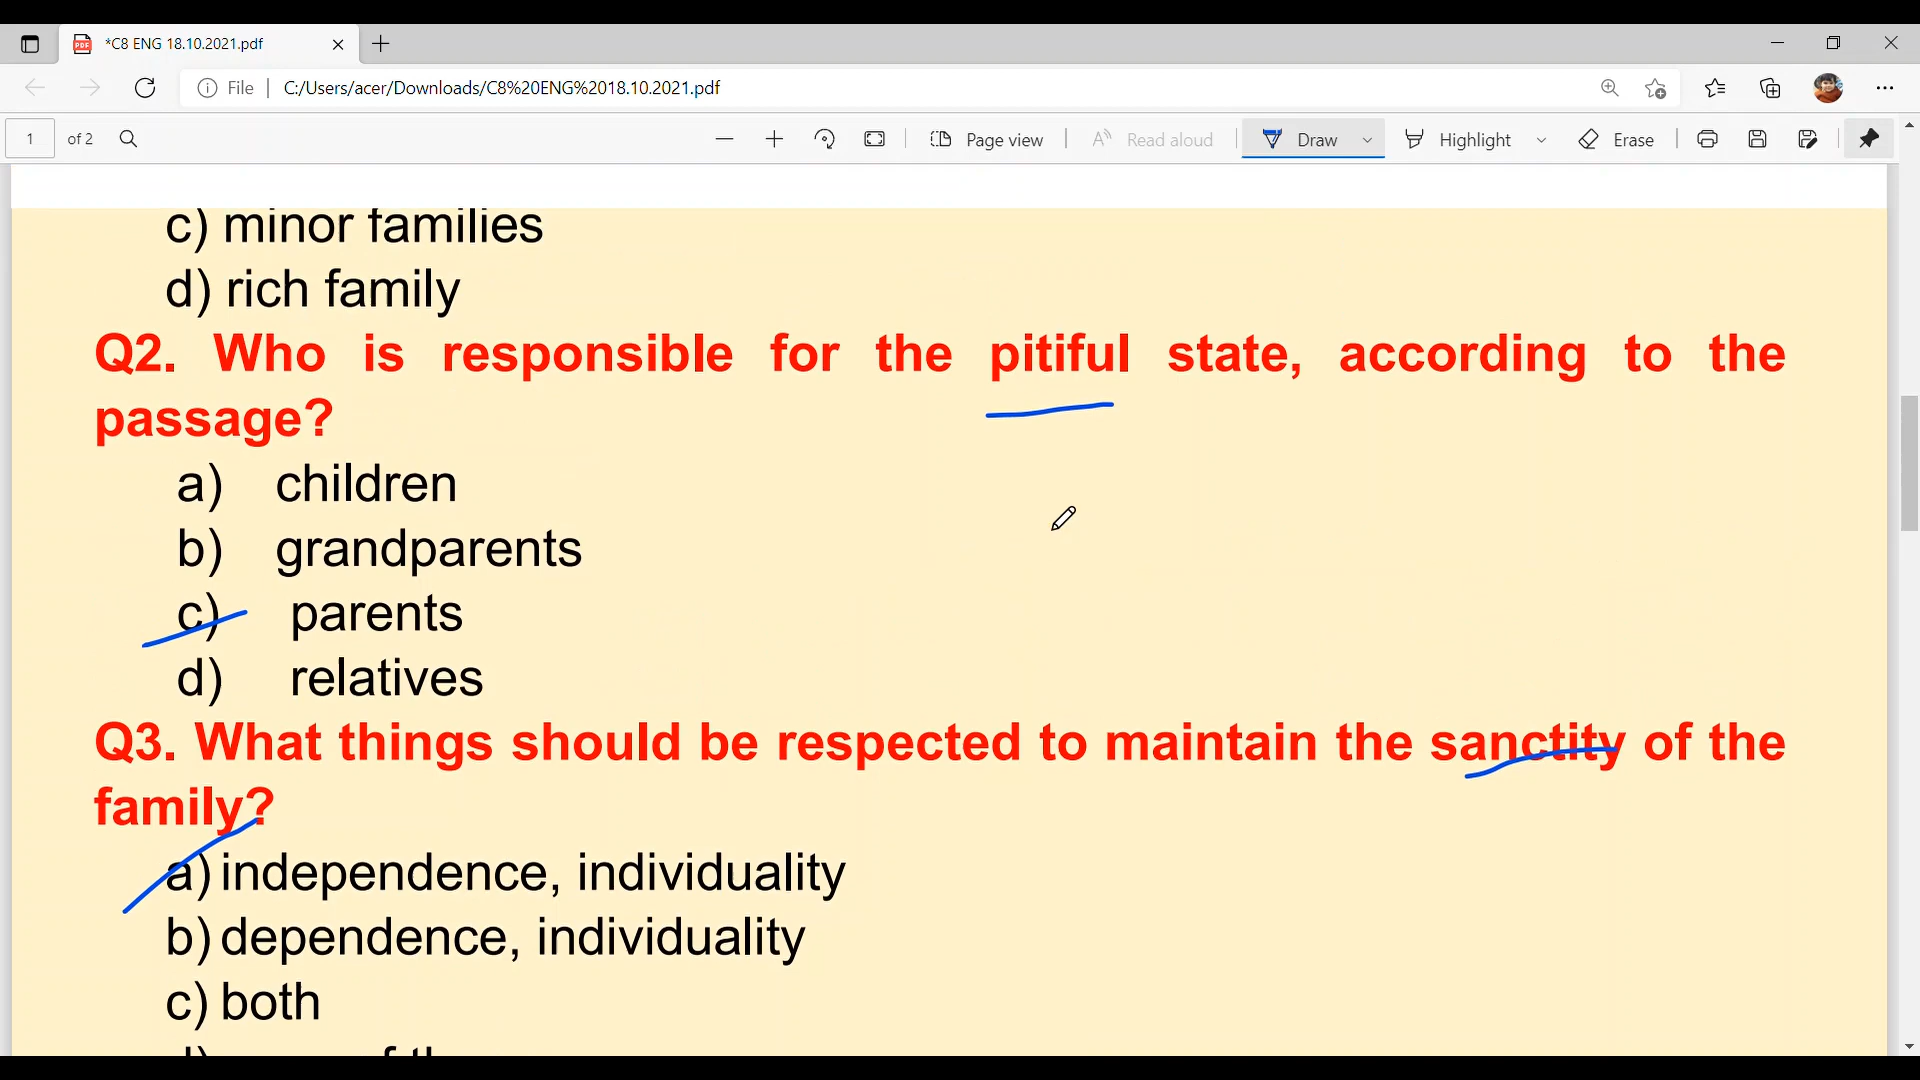 *C8 ENG 18.10.2021.pdf
File | C:/Users/acer/Downloads/C8%20ENG%2018.10.2021.pdf
1 of 2 Page view Read aloud Draw Highlight Erase
c) minor families
d) rich family
Q2. Who is responsible for the pitiful state, according to the
passage?
a) children
b) grandparents
c) parents
d) relatives
Q3. What things should be respected to maintain the sanctity of the
family?
a) independence, individuality
b) dependence, individuality
c) both